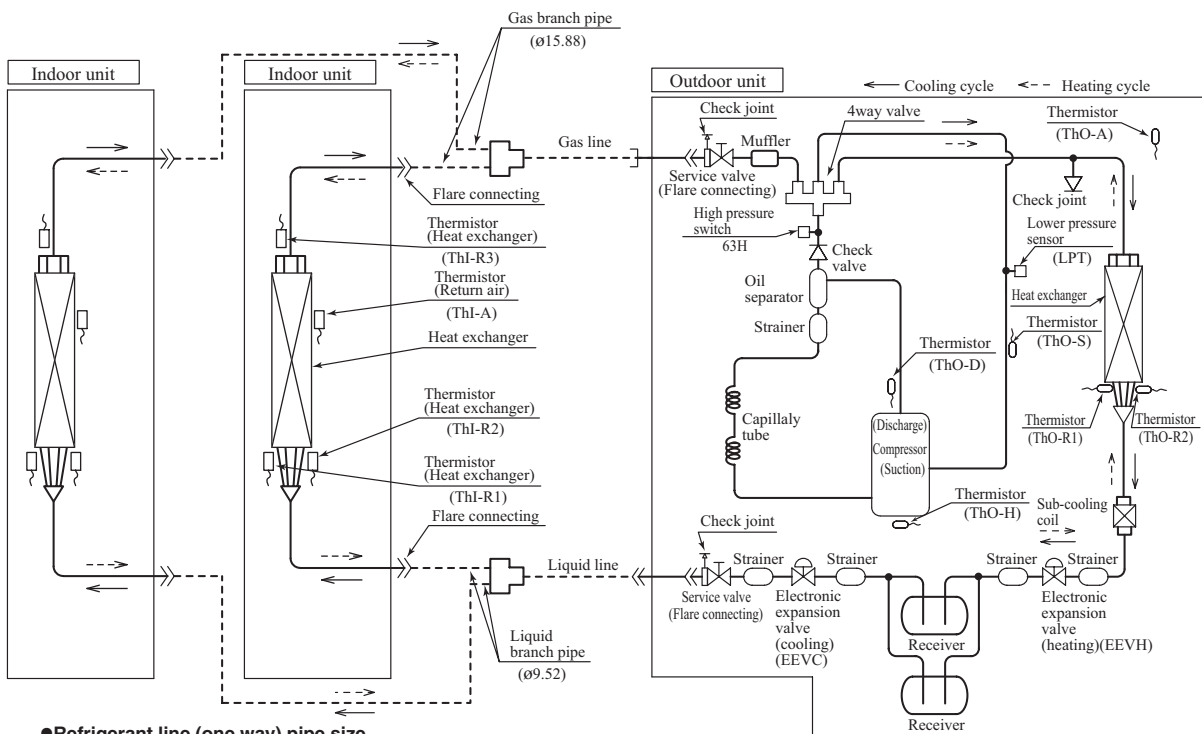 Gas branch pipe
(ø15.88)
Indoor unit
Indoor unit
Outdoor unit
Cooling cycle
Heating cycle
Check joint
4way valve
Thermistor
(ThO-A)
Muffler
Gas line
Service valve
(Flare connecting)
Check joint
Flare connecting
High pressure
switch
63H
Lower pressure
sensor
(LPT)
Thermistor
(Heat exchanger)
(ThI-R3)
Check
valve
Thermistor
(Return air)
(ThI-A)
Oil
separator
Heat exchanger
Strainer
Thermistor
(ThO-S)
Heat exchanger
Thermistor
(ThO-D)
Thermistor
(Heat exchanger)
(ThI-R2)
Capillaly
tube
(Discharge)
Compressor
(Suction)
Thermistor
(ThO-R1)
Thermistor
(ThO-R2)
Thermistor
(Heat exchanger)
(ThI-R1)
Thermistor
(ThO-H)
Sub-cooling
coil
Flare connecting
Check joint
Liquid line
Strainer
Strainer
Strainer
Strainer
Service valve
(Flare connecting)
Electronic
expansion
valve
(cooling)
(EEVC)
Receiver
Electronic
expansion
valve
(heating)(EEVH)
Liquid
branch pipe
(ø9.52)
Receiver
●Refrigerant line (one way) pipe size